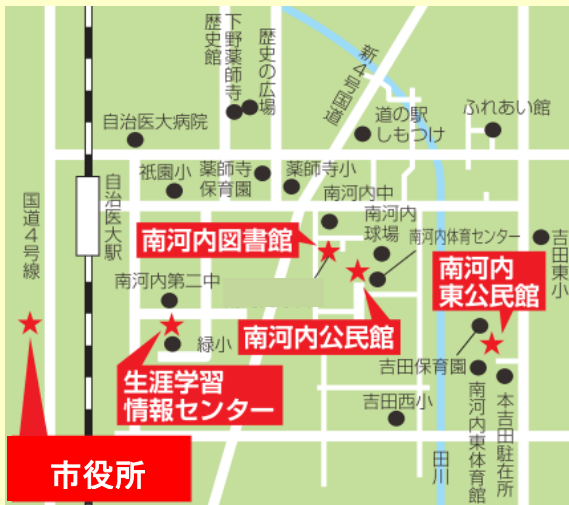 下野薬師寺
歴史館
歴史の広場
新4号国道
自治医大病院
道の駅
しもつけ
ふれあい館
祇園小
薬師寺
保育園
薬師寺小
国道4号線
自治医大駅
南河内中
南河内
球場
南河内体育センター
吉田東小
南河内図書館
南河内
東公民館
南河内第二中
南河内公民館
緑小
吉田保育園
生涯学習
情報センター
吉田西小
田川
南河内東体育館
本吉田駐在所
市役所